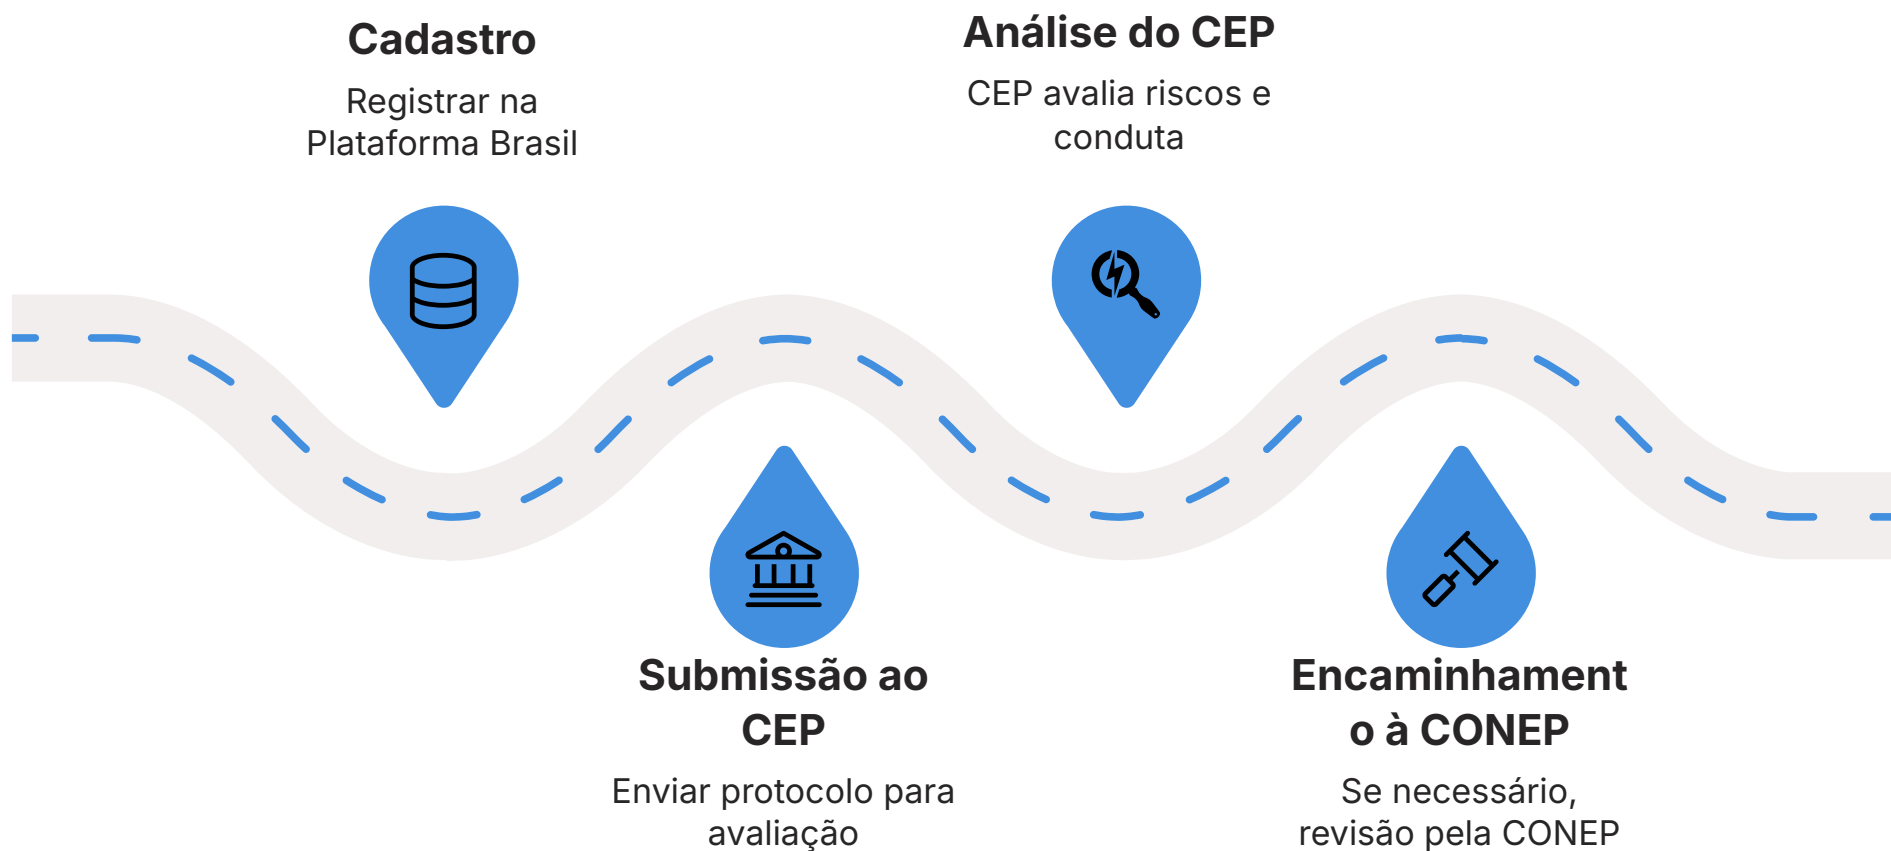 Cadastro
Registrar na
Plataforma Brasil
Submissão ao
CEP
Enviar protocolo para
avaliação
Análise do CEP
CEP avalia riscos e
conduta
Encaminhament
o à CONEP
Se necessário,
revisão pela CONEP